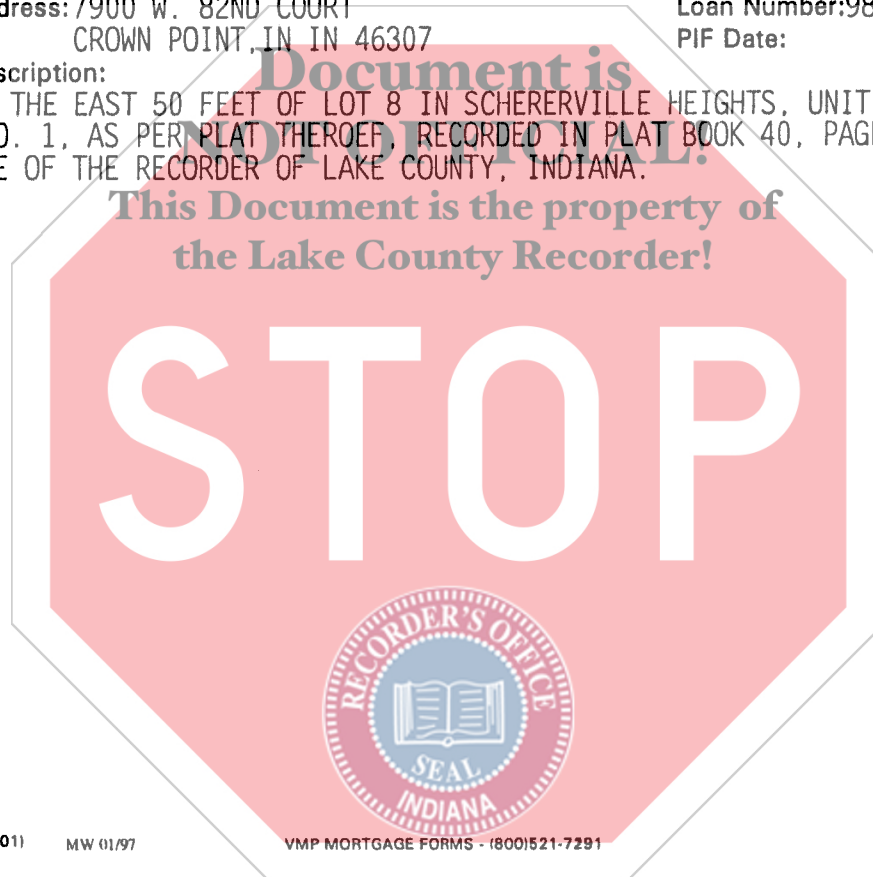 dress: 7900 W. 82ND COURT
Loan Number:98
CROWN POINT,IN IN 46307
PIF Date:
scription:
THE EAST 50 FEET OF LOT 8 IN SCHERERVILLE HEIGHTS, UNIT
O. 1, AS PER PLAT THEROEF, RECORDED IN PLAT BOOK 40, PAG
E OF THE RECORDER OF LAKE COUNTY, INDIANA.
Document is
NOT OFFICIAL!
This Document is the property of
the Lake County Recorder!
STOP
RECORDER'S OFFICE
SEAL
INDIANA
01) MW 01/97 VMP MORTGAGE FORMS - (800)521-7291